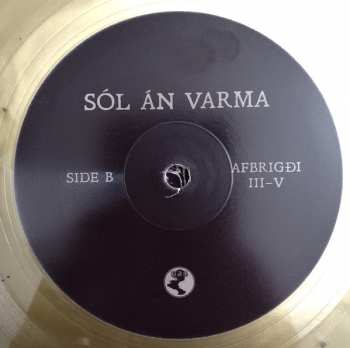 SÓL ÁN VARMA
SIDE B
AFBRIGÐI
III-V